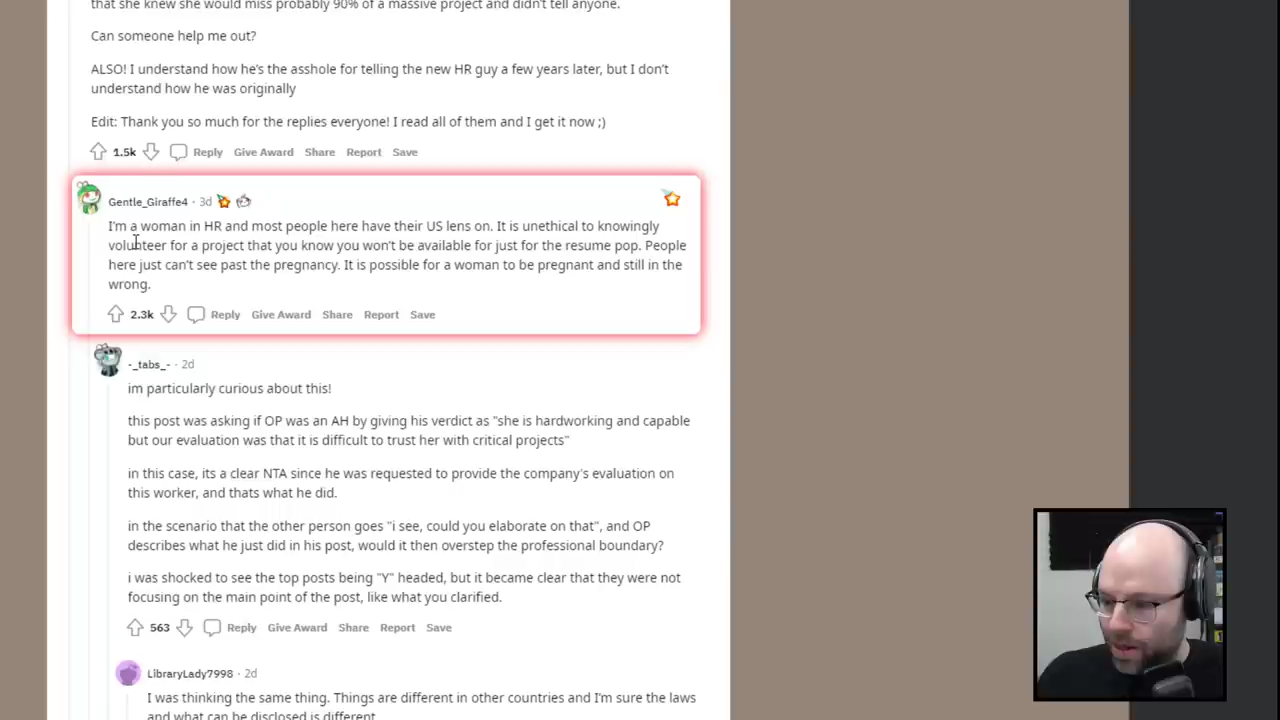 that she knew she would miss probably 90% of a massive project and didn't tell anyone.
Can someone help me out?
ALSO! I understand how he's the asshole for telling the new HR guy a few years later, but I don't
understand how he was originally
Edit: Thank you so much for the replies everyone! I read all of them and I get it now ;)
1.5k Reply Give Award Share Report Save
Gentle_Giraffe4 · 3d
I'm a woman in HR and most people here have their US lens on. It is unethical to knowingly
volunteer for a project that you know you won't be available for just for the resume pop. People
here just can't see past the pregnancy. It is possible for a woman to be pregnant and still in the
wrong.
2.3k Reply Give Award Share Report Save
-_tabs_- · 2d
im particularly curious about this!
this post was asking if OP was an AH by giving his verdict as "she is hardworking and capable
but our evaluation was that it is difficult to trust her with critical projects"
in this case, its a clear NTA since he was requested to provide the company's evaluation on
this worker, and thats what he did.
in the scenario that the other person goes "i see, could you elaborate on that", and OP
describes what he just did in his post, would it then overstep the professional boundary?
i was shocked to see the top posts being "Y" headed, but it became clear that they were not
focusing on the main point of the post, like what you clarified.
563 Reply Give Award Share Report Save
LibraryLady7998 · 2d
I was thinking the same thing. Things are different in other countries and I'm sure the laws
and what can be disclosed is different